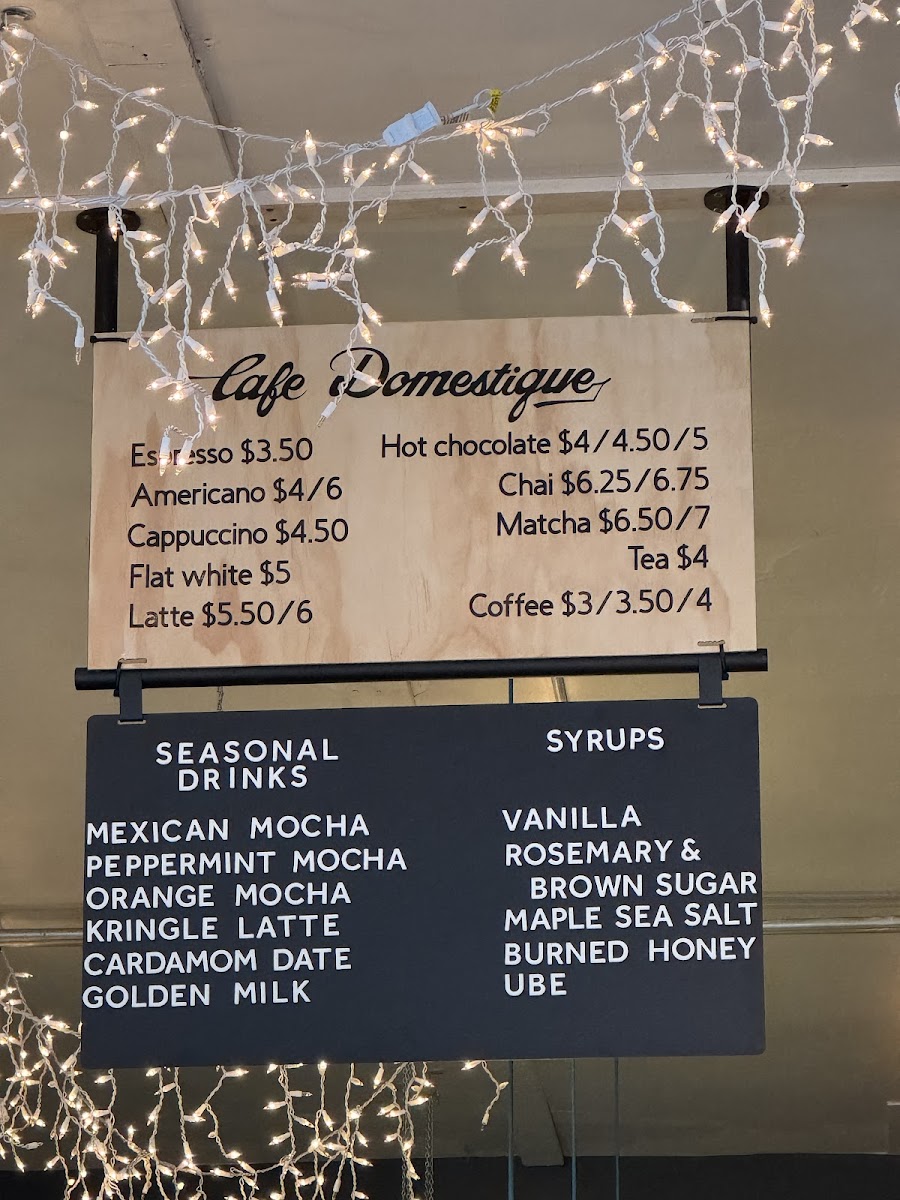 Cafe Domestique
Espresso $3.50
Americano $4/6
Cappuccino $4.50
Flat white $5
Latte $5.50/6
Hot chocolate $4/4.50/5
Chai $6.25/6.75
Matcha $6.50/7
Tea $4
Coffee $3/3.50/4
SEASONAL
DRINKS
MEXICAN MOCHA
PEPPERMINT MOCHA
ORANGE MOCHA
KRINGLE LATTE
CARDAMOM DATE
GOLDEN MILK
SYRUPS
VANILLA
ROSEMARY &
BROWN SUGAR
MAPLE SEA SALT
BURNED HONEY
UBE